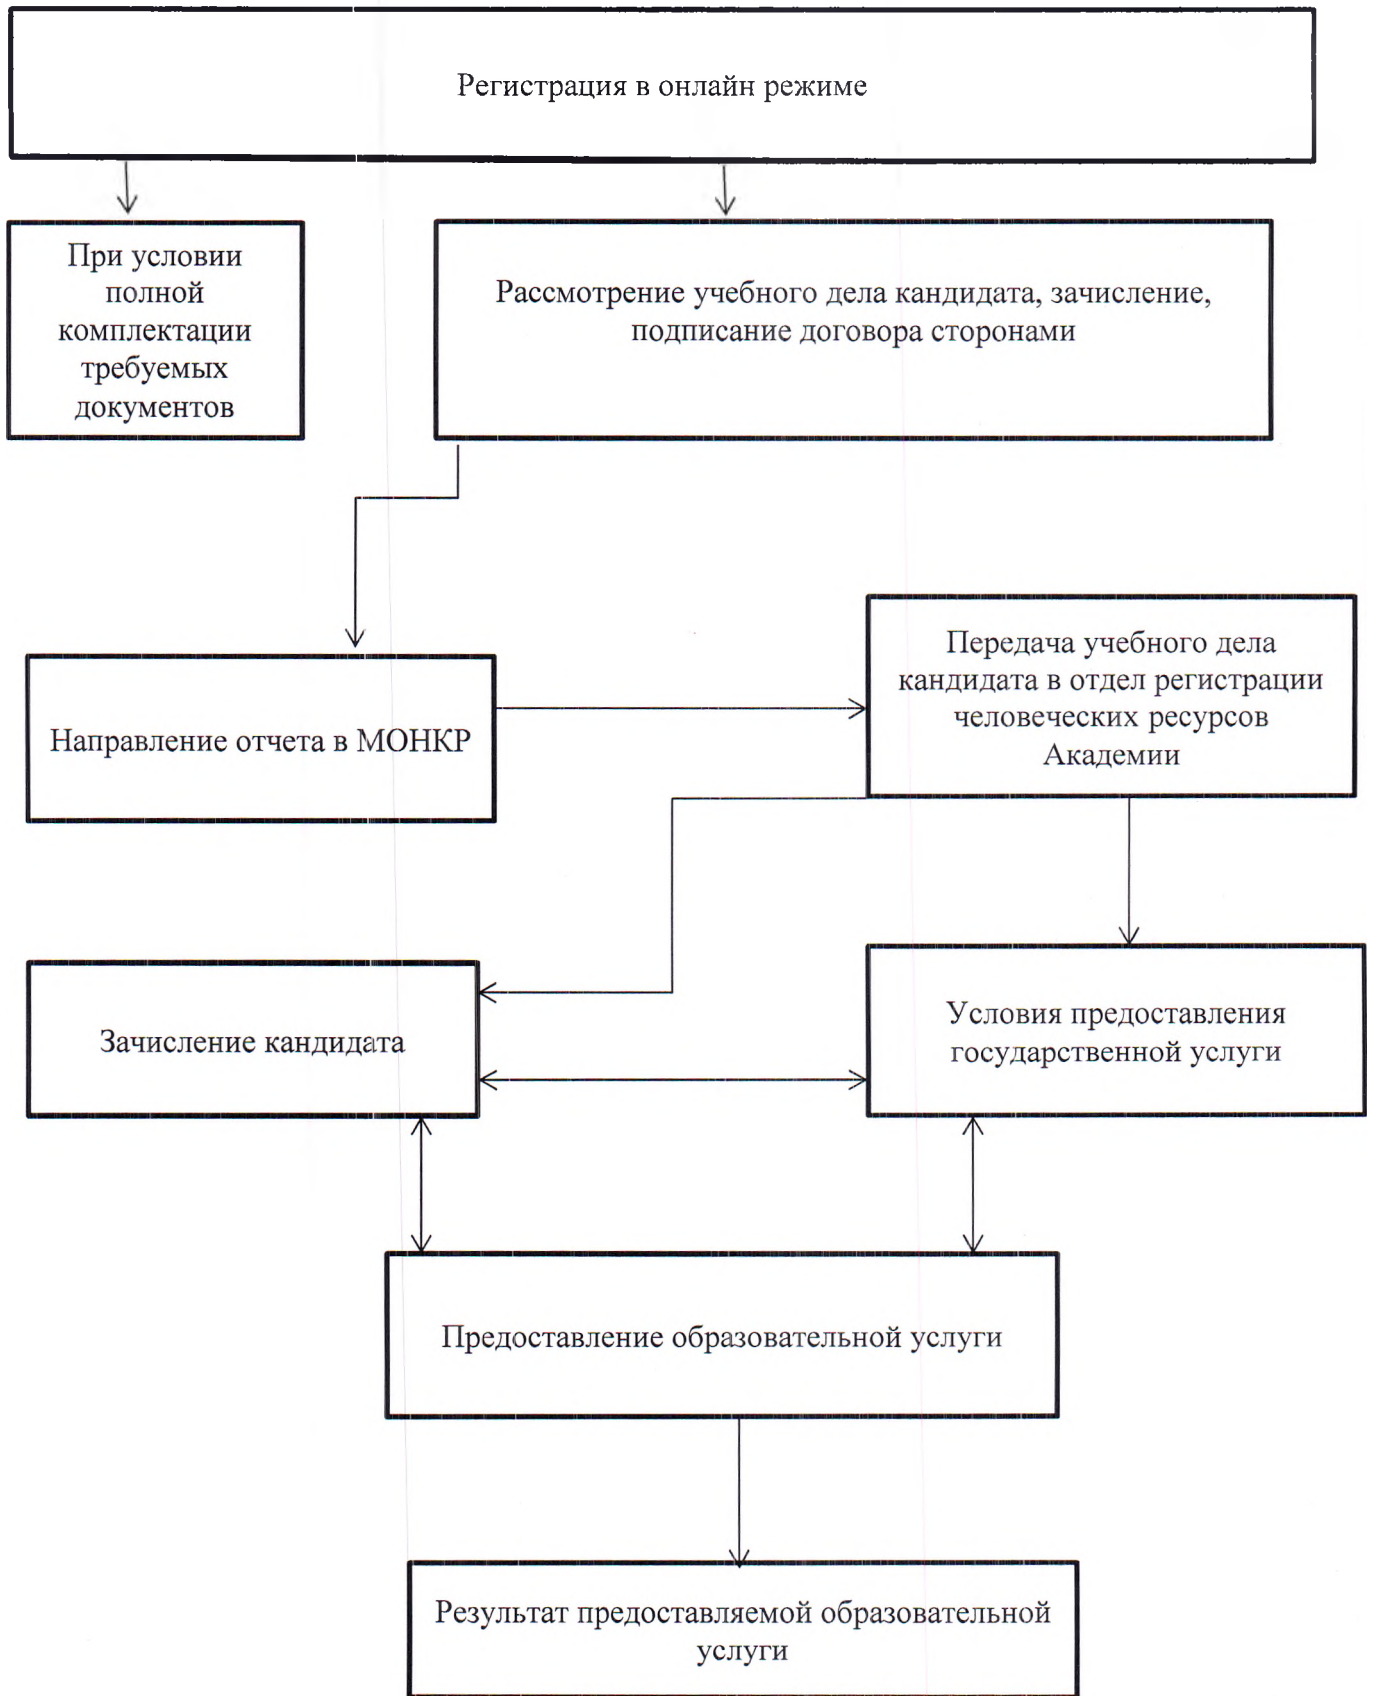 Регистрация в онлайн режиме
При условии
полной
комплектации
требуемых
документов
Рассмотрение учебного дела кандидата, зачисление,
подписание договора сторонами
Направление отчета в МОНКР
Передача учебного дела
кандидата в отдел регистрации
человеческих ресурсов
Академии
Зачисление кандидата
Условия предоставления
государственной услуги
Предоставление образовательной услуги
Результат предоставляемой образовательной
услуги